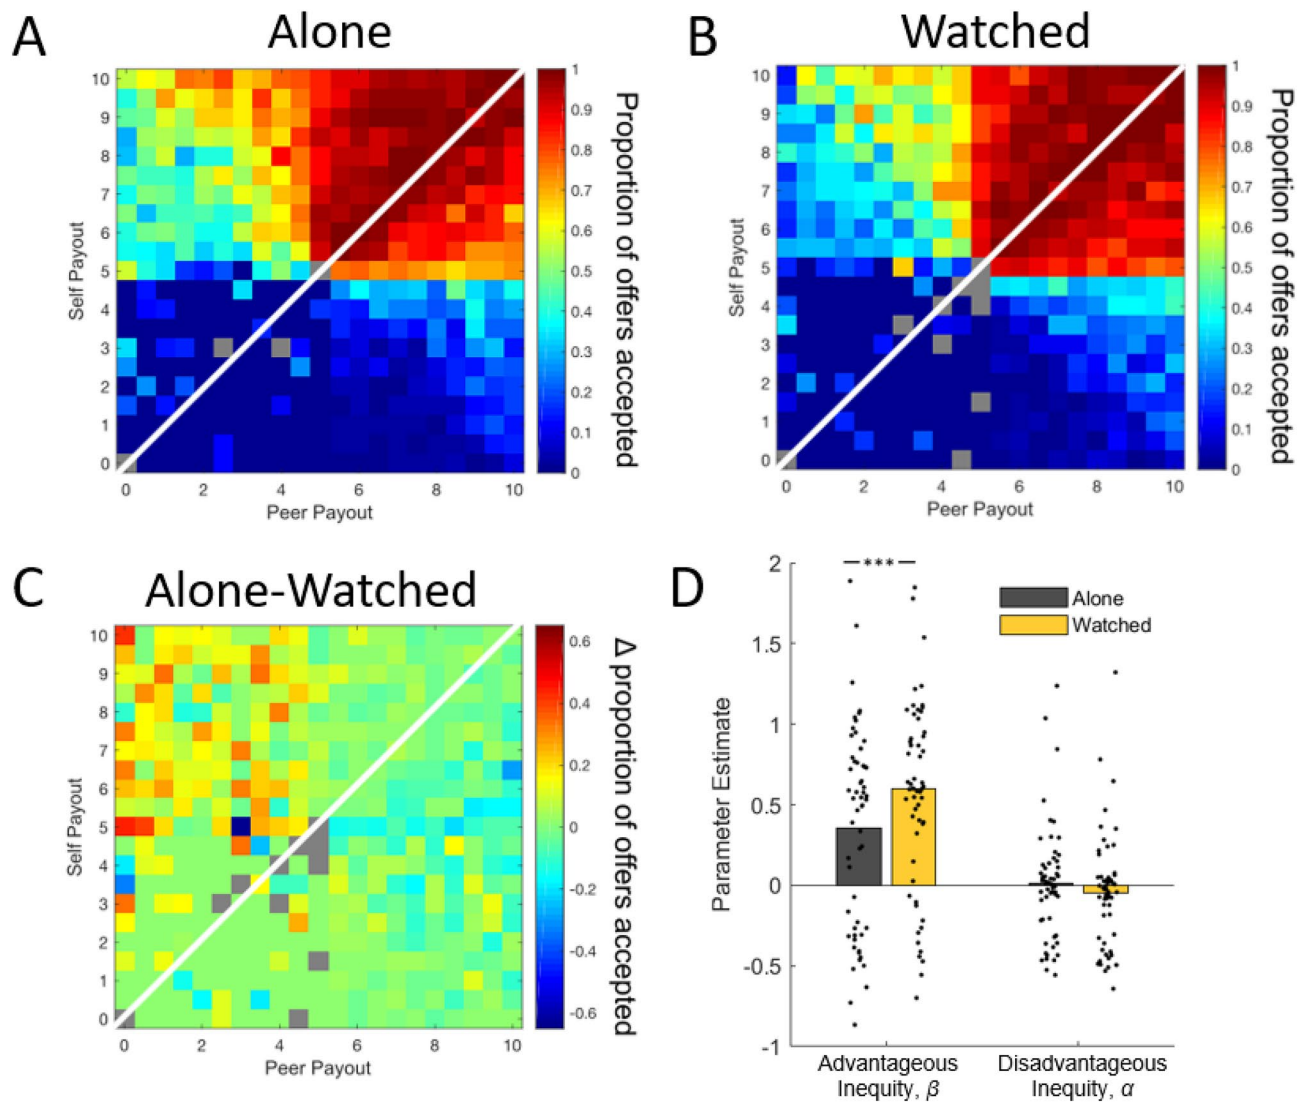 A
Alone
10
9
8
7
6
5
4
3
2
1
0
Self Payout
0 2 4 6 8 10
Peer Payout
1
0.9
0.8
0.7
0.6
0.5
0.4
0.3
0.2
0.1
0
Proportion of offers accepted
B
Watched
10
9
8
7
6
5
4
3
2
1
0
Self Payout
0 2 4 6 8 10
Peer Payout
1
0.9
0.8
0.7
0.6
0.5
0.4
0.3
0.2
0.1
0
Proportion of offers accepted
C
Alone-Watched
10
9
8
7
6
5
4
3
2
1
0
Self Payout
0 2 4 6 8 10
Peer Payout
0.6
0.4
0.2
0
-0.2
-0.4
-0.6
Δ proportion of offers accepted
D
2
1.5
1
0.5
0
-0.5
-1
Parameter Estimate
***
Alone
Watched
Advantageous
Inequity, β
Disadvantageous
Inequity, α